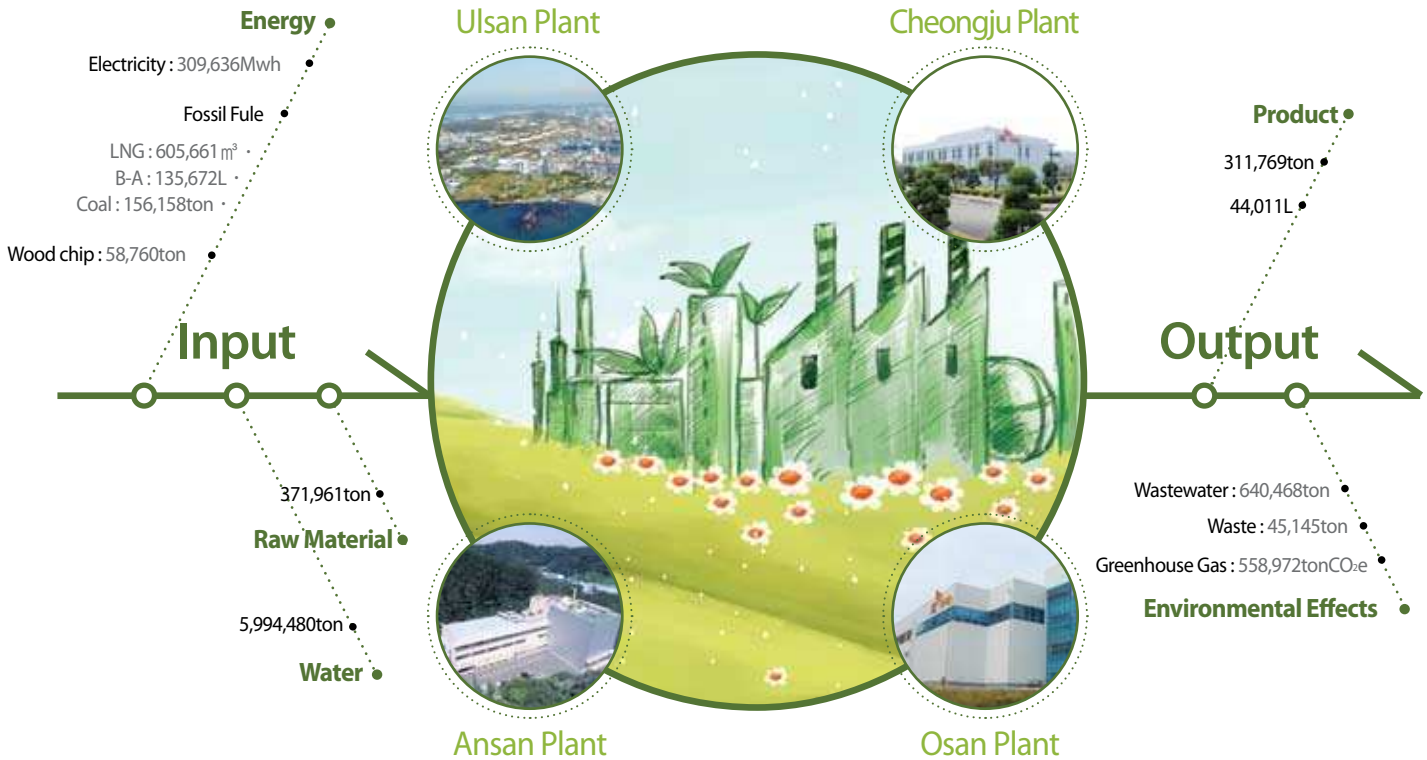 Energy
Electricity : 309,636Mwh
Fossil Fule
LNG : 605,661㎥
B-A : 135,672L
Coal : 156,158ton
Wood chip : 58,760ton
Input
371,961ton
Raw Material
5,994,480ton
Water
Ulsan Plant
Cheongju Plant
Ansan Plant
Osan Plant
Product
311,769ton
44,011L
Output
Wastewater : 640,468ton
Waste : 45,145ton
Greenhouse Gas : 558,972tonCO₂e
Environmental Effects